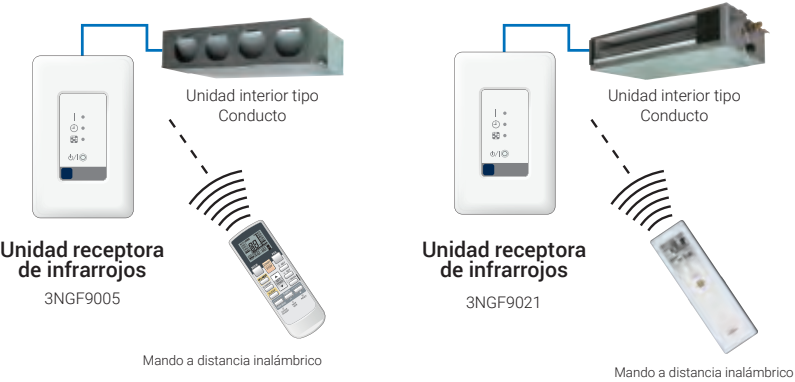 Unidad interior tipo
Conducto
Unidad receptora
de infrarrojos
3NGF9005
Mando a distancia inalámbrico
Unidad interior tipo
Conducto
Unidad receptora
de infrarrojos
3NGF9021
Mando a distancia inalámbrico